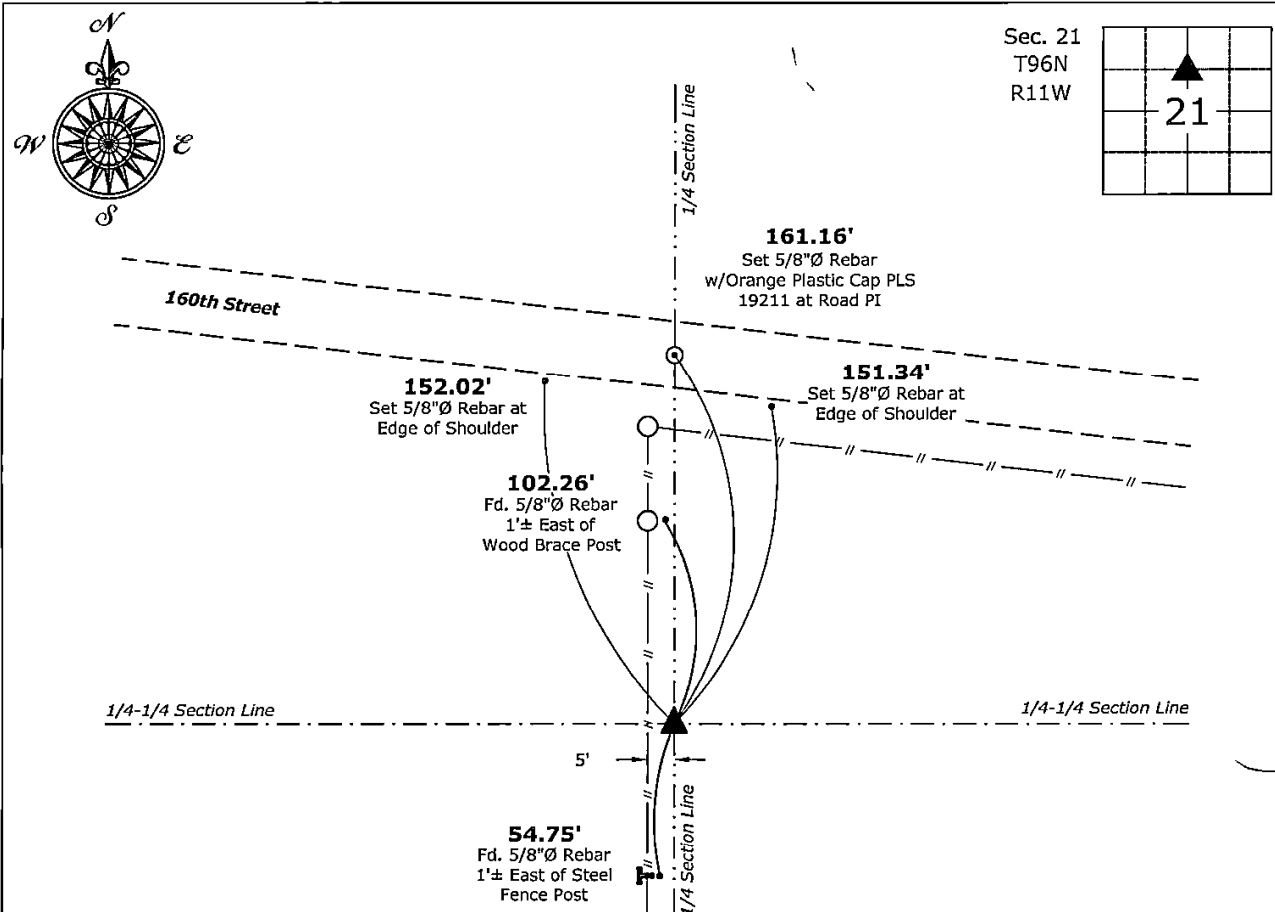 N
W
E
S
Sec. 21
T96N
R11W
21
1/4 Section Line
161.16'
Set 5/8"Ø Rebar
w/Orange Plastic Cap PLS
19211 at Road PI
160th Street
152.02'
Set 5/8"Ø Rebar at
Edge of Shoulder
151.34'
Set 5/8"Ø Rebar at
Edge of Shoulder
102.26'
Fd. 5/8"Ø Rebar
1'± East of
Wood Brace Post
1/4-1/4 Section Line
1/4-1/4 Section Line
5'
1/4 Section Line
54.75'
Fd. 5/8"Ø Rebar
1'± East of Steel
Fence Post